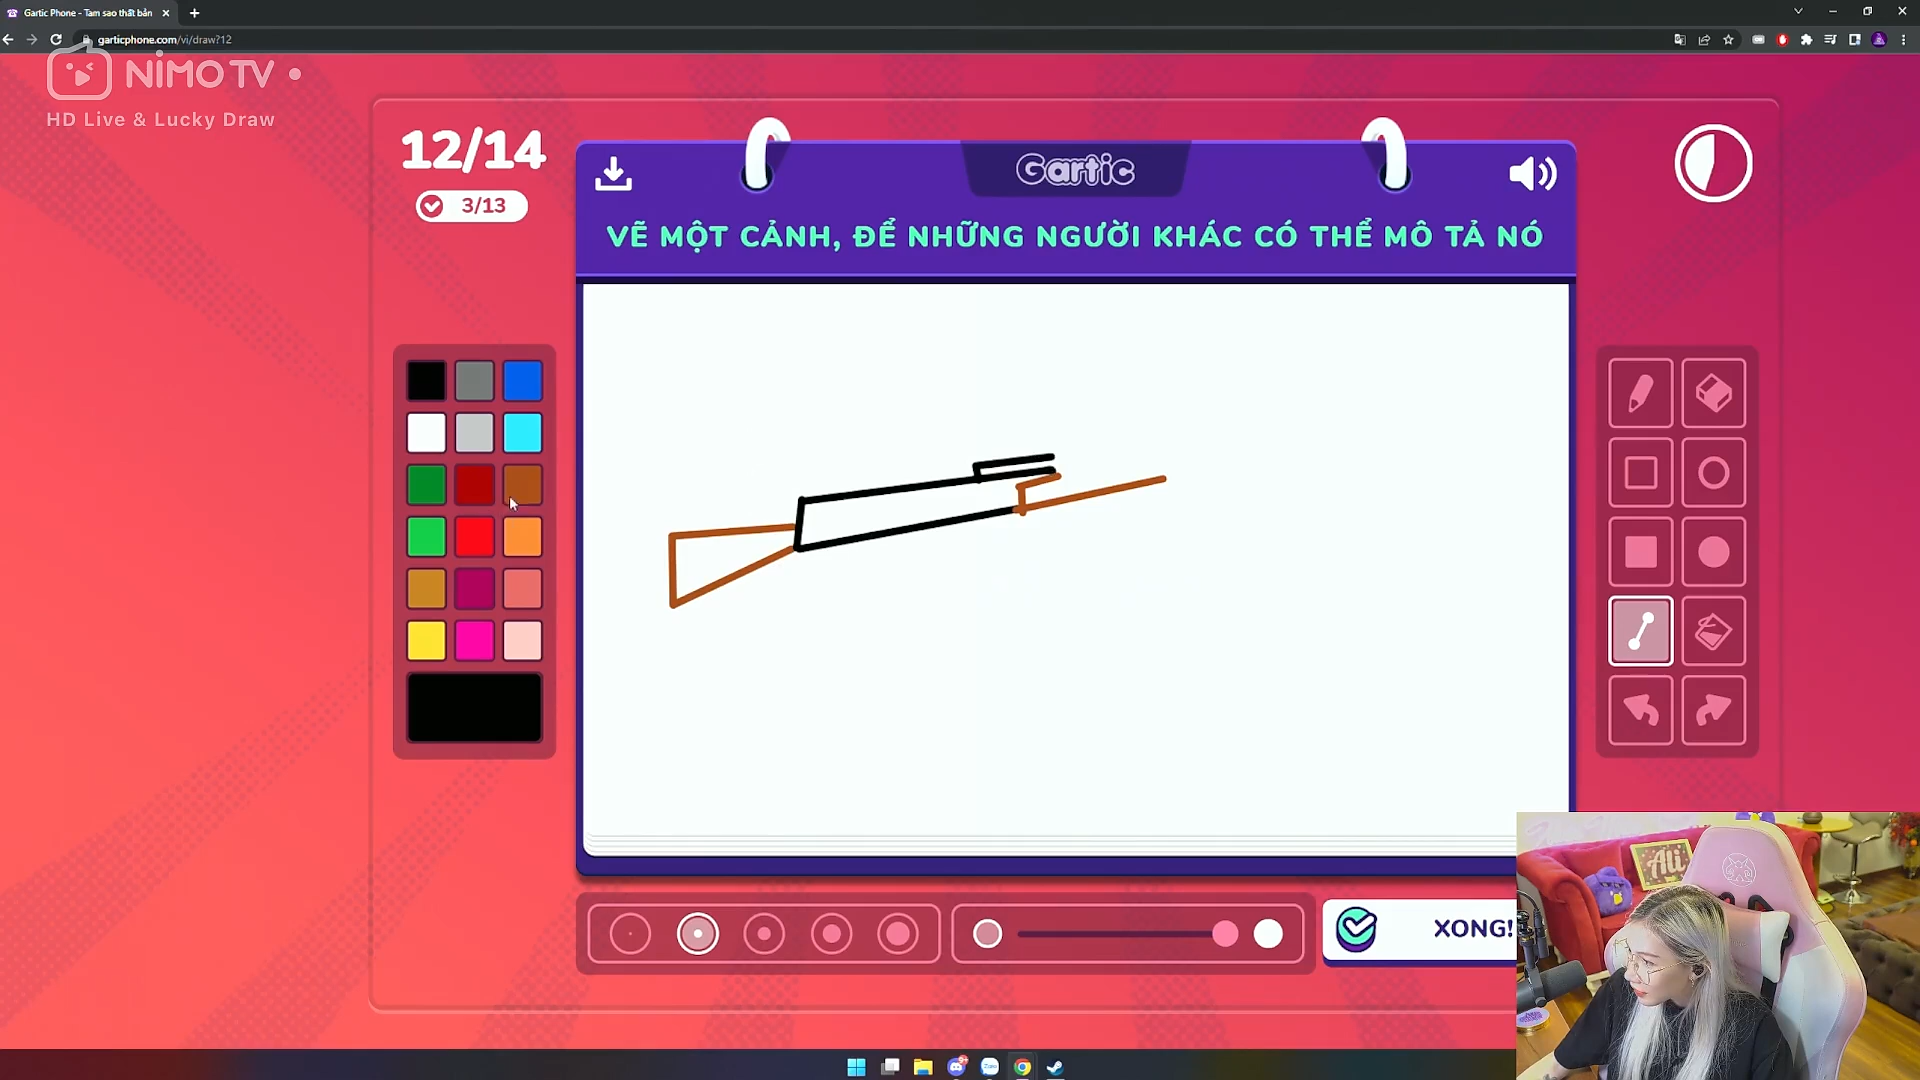 Gartic Phone - Tam sao thất bản
garticphone.com/vi/draw?12
NIMO TV
HD Live & Lucky Draw
12/14
3/13
Gartic
VẼ MỘT CẢNH, ĐỂ NHỮNG NGƯỜI KHÁC CÓ THỂ MÔ TẢ NÓ
XONG!
Ali